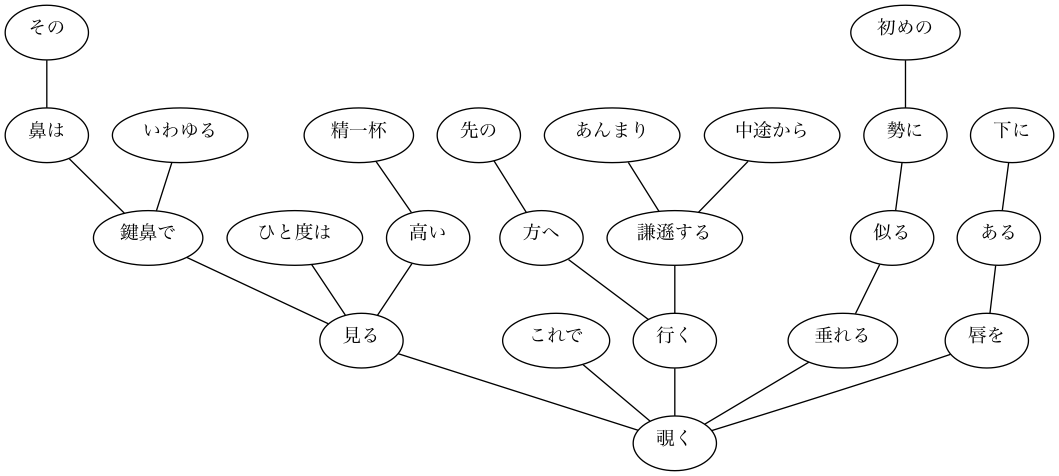 その
初めの
鼻は
いわゆる
精一杯
先の
あんまり
中途から
勢に
下に
鍵鼻で
ひと度は
高い
方へ
謙遜する
似る
ある
見る
これで
行く
垂れる
唇を
覗く